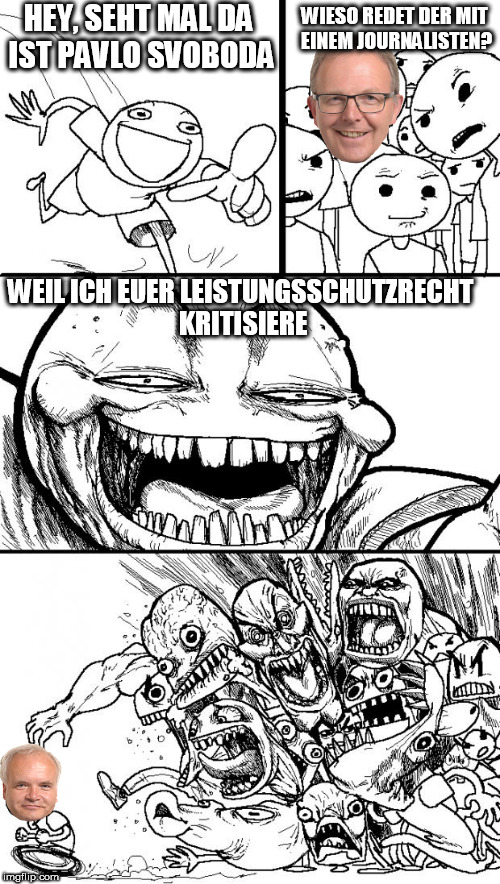 HEY, SEHT MAL DA
IST PAVLO SVOBODA
WIESO REDET DER MIT
EINEM JOURNALISTEN?
WEIL ICH EUER LEISTUNGSSCHUTZRECHT
KRITISIERE
imgflip.com